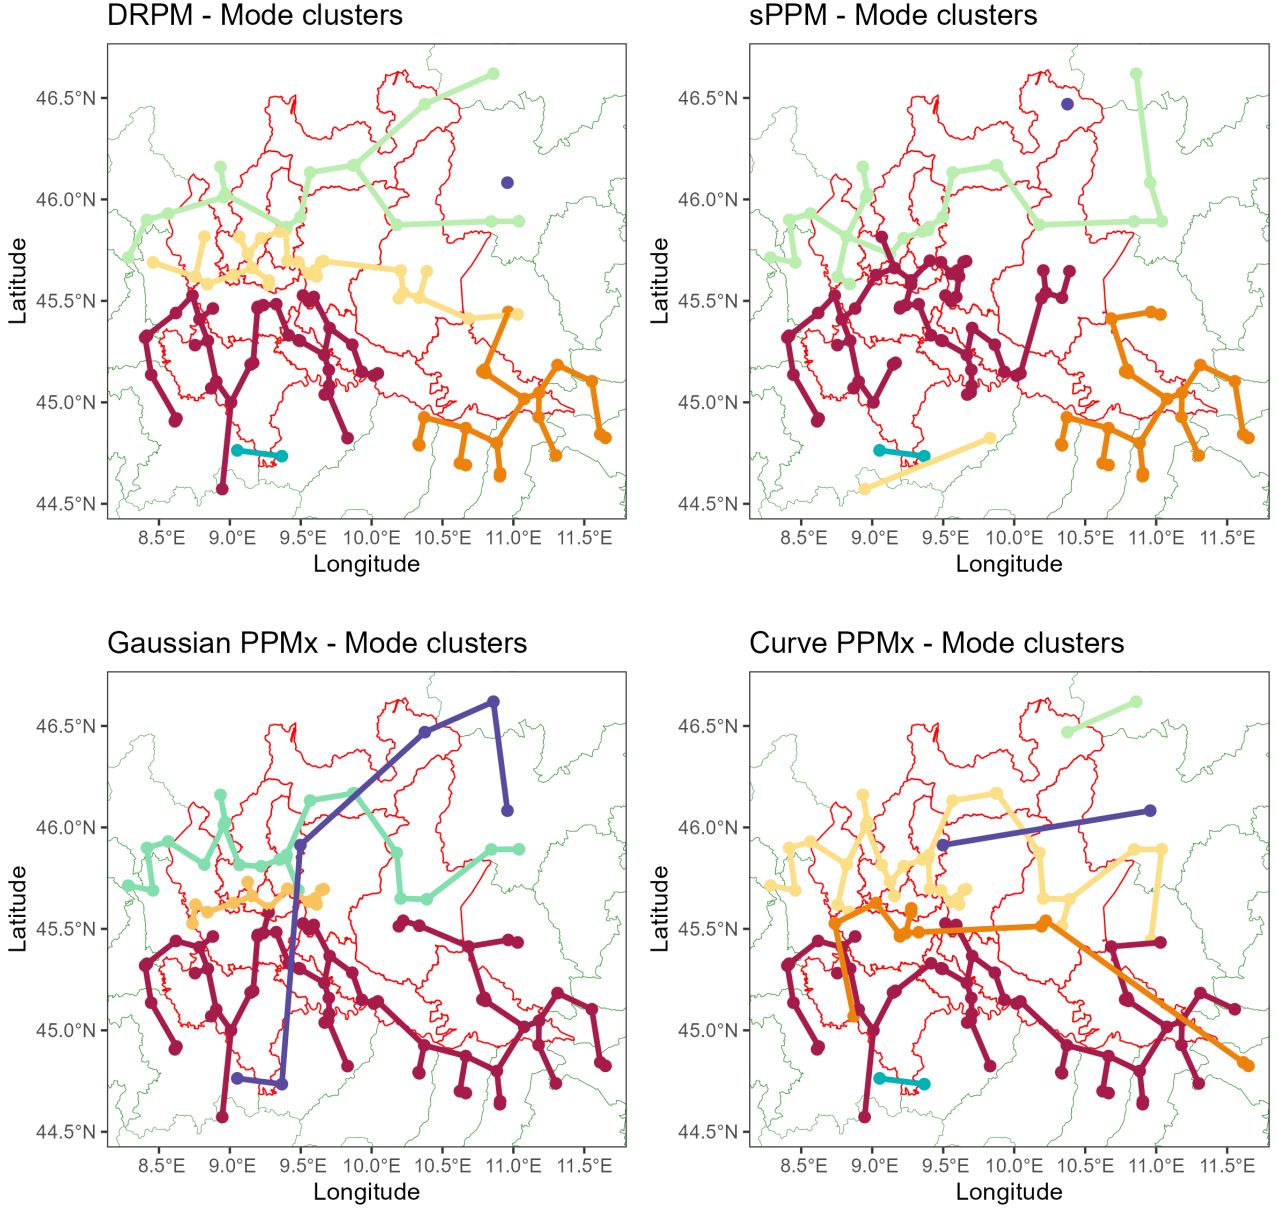 DRPM - Mode clusters
46.5°N
46.0°N
45.5°N
45.0°N
44.5°N
Latitude
8.5°E 9.0°E 9.5°E 10.0°E 10.5°E 11.0°E 11.5°E
Longitude
sPPM - Mode clusters
46.5°N
46.0°N
45.5°N
45.0°N
44.5°N
Latitude
8.5°E 9.0°E 9.5°E 10.0°E 10.5°E 11.0°E 11.5°E
Longitude
Gaussian PPMx - Mode clusters
46.5°N
46.0°N
45.5°N
45.0°N
44.5°N
Latitude
8.5°E 9.0°E 9.5°E 10.0°E 10.5°E 11.0°E 11.5°E
Longitude
Curve PPMx - Mode clusters
46.5°N
46.0°N
45.5°N
45.0°N
44.5°N
Latitude
8.5°E 9.0°E 9.5°E 10.0°E 10.5°E 11.0°E 11.5°E
Longitude